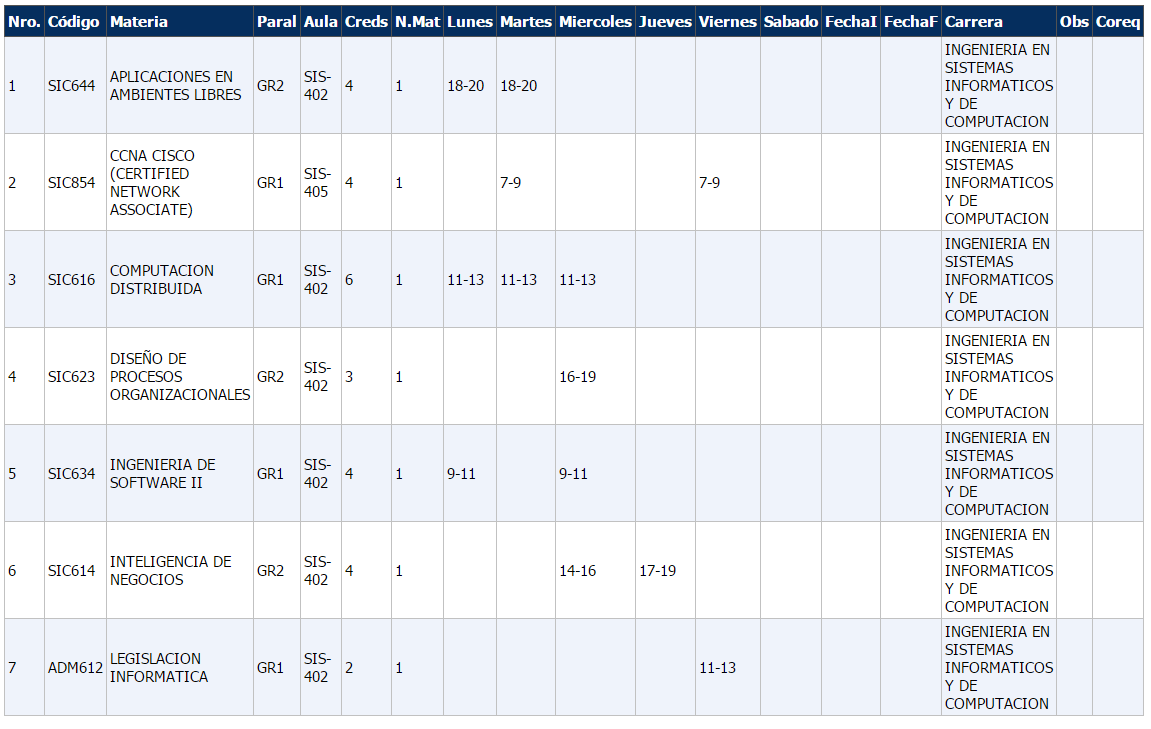 Nro. Código Materia Paral Aula Creds N.Mat Lunes Martes Miercoles Jueves Viernes Sabado FechaI FechaF Carrera Obs Coreq
1 SIC644 APLICACIONES EN AMBIENTES LIBRES GR2 SIS-402 4 1 18-20 18-20 INGENIERIA EN SISTEMAS INFORMATICOS Y DE COMPUTACION
2 SIC854 CCNA CISCO (CERTIFIED NETWORK ASSOCIATE) GR1 SIS-405 4 1 7-9 7-9 INGENIERIA EN SISTEMAS INFORMATICOS Y DE COMPUTACION
3 SIC616 COMPUTACION DISTRIBUIDA GR1 SIS-402 6 1 11-13 11-13 11-13 INGENIERIA EN SISTEMAS INFORMATICOS Y DE COMPUTACION
4 SIC623 DISEÑO DE PROCESOS ORGANIZACIONALES GR2 SIS-402 3 1 16-19 INGENIERIA EN SISTEMAS INFORMATICOS Y DE COMPUTACION
5 SIC634 INGENIERIA DE SOFTWARE II GR1 SIS-402 4 1 9-11 9-11 INGENIERIA EN SISTEMAS INFORMATICOS Y DE COMPUTACION
6 SIC614 INTELIGENCIA DE NEGOCIOS GR2 SIS-402 4 1 14-16 17-19 INGENIERIA EN SISTEMAS INFORMATICOS Y DE COMPUTACION
7 ADM612 LEGISLACION INFORMATICA GR1 SIS-402 2 1 11-13 INGENIERIA EN SISTEMAS INFORMATICOS Y DE COMPUTACION